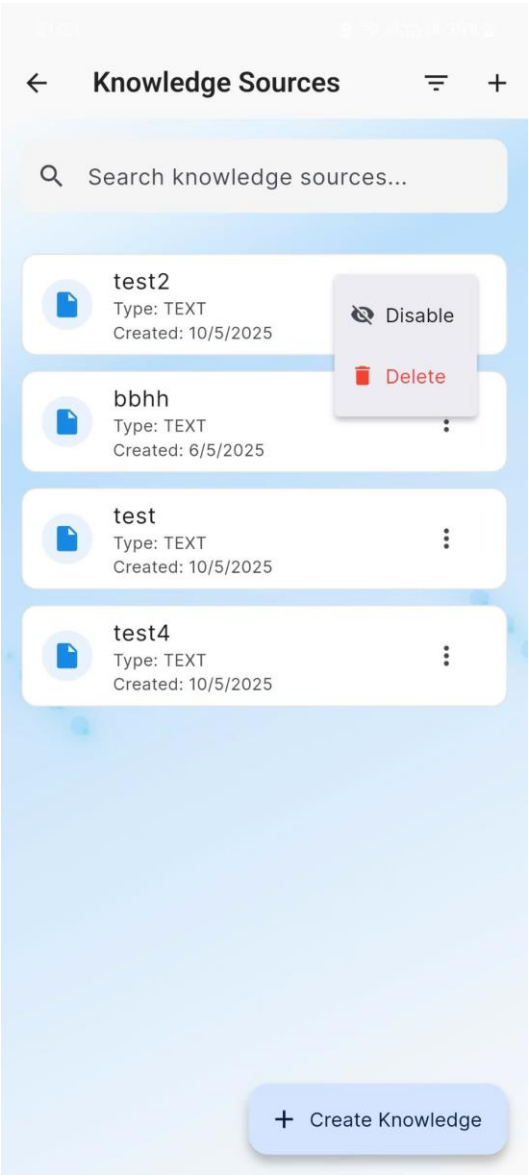 Knowledge Sources
Search knowledge sources...
test2
Type: TEXT
Created: 10/5/2025
Disable
Delete
bbhh
Type: TEXT
Created: 6/5/2025
test
Type: TEXT
Created: 10/5/2025
test4
Type: TEXT
Created: 10/5/2025
+ Create Knowledge